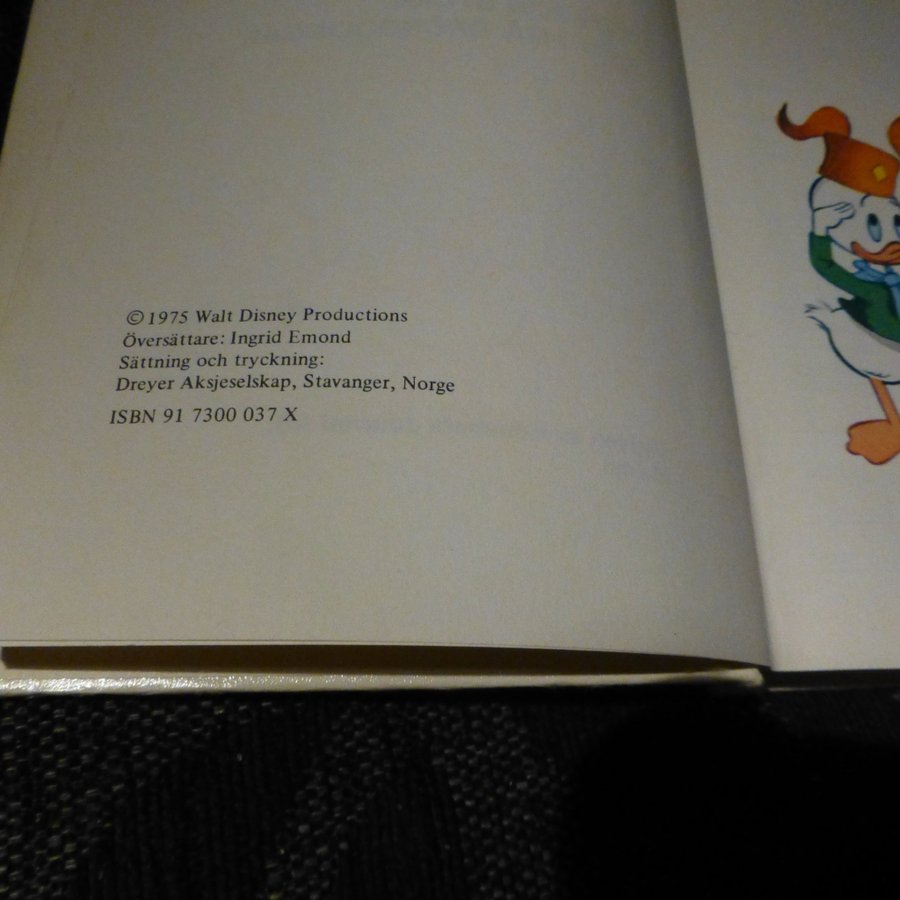 ©1975 Walt Disney Productions
Översättare: Ingrid Emond
Sättning och tryckning:
Dreyer Aksjeselskap, Stavanger, Norge
ISBN 91 7300 037 X